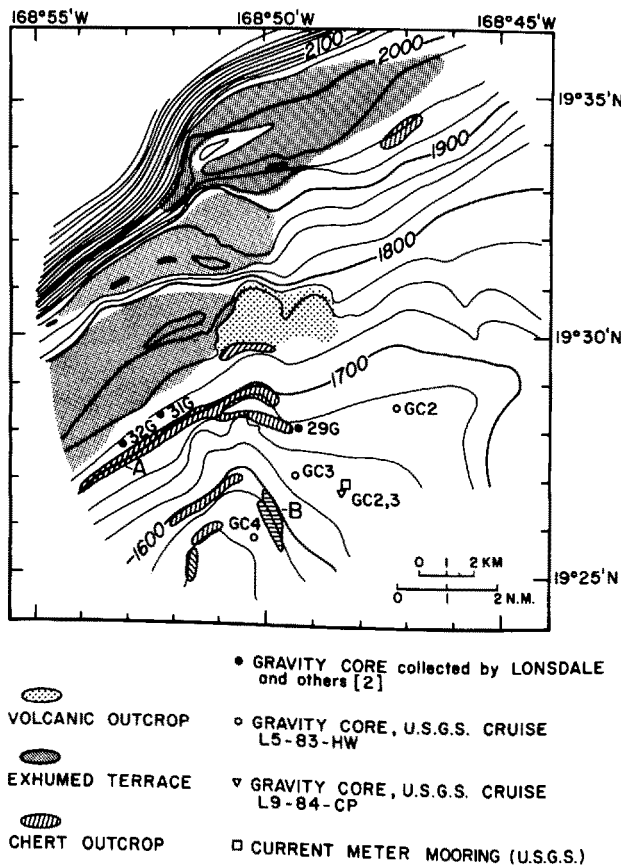 168°55'W
168°50'W
168°45'W
2100
2000
19°35'N
1900
1800
19°30'N
1700
GC2
31G
32G
29G
A
GC3
GC2,3
B
1600
GC4
0 1 2 KM
19°25'N
0 1 2 N.M.
GRAVITY CORE collected by LONSDALE
and others [2]
VOLCANIC OUTCROP
GRAVITY CORE, U.S.G.S. CRUISE
L5-83-HW
EXHUMED TERRACE
GRAVITY CORE, U.S.G.S. CRUISE
L9-84-CP
CHERT OUTCROP
CURRENT METER MOORING (U.S.G.S.)